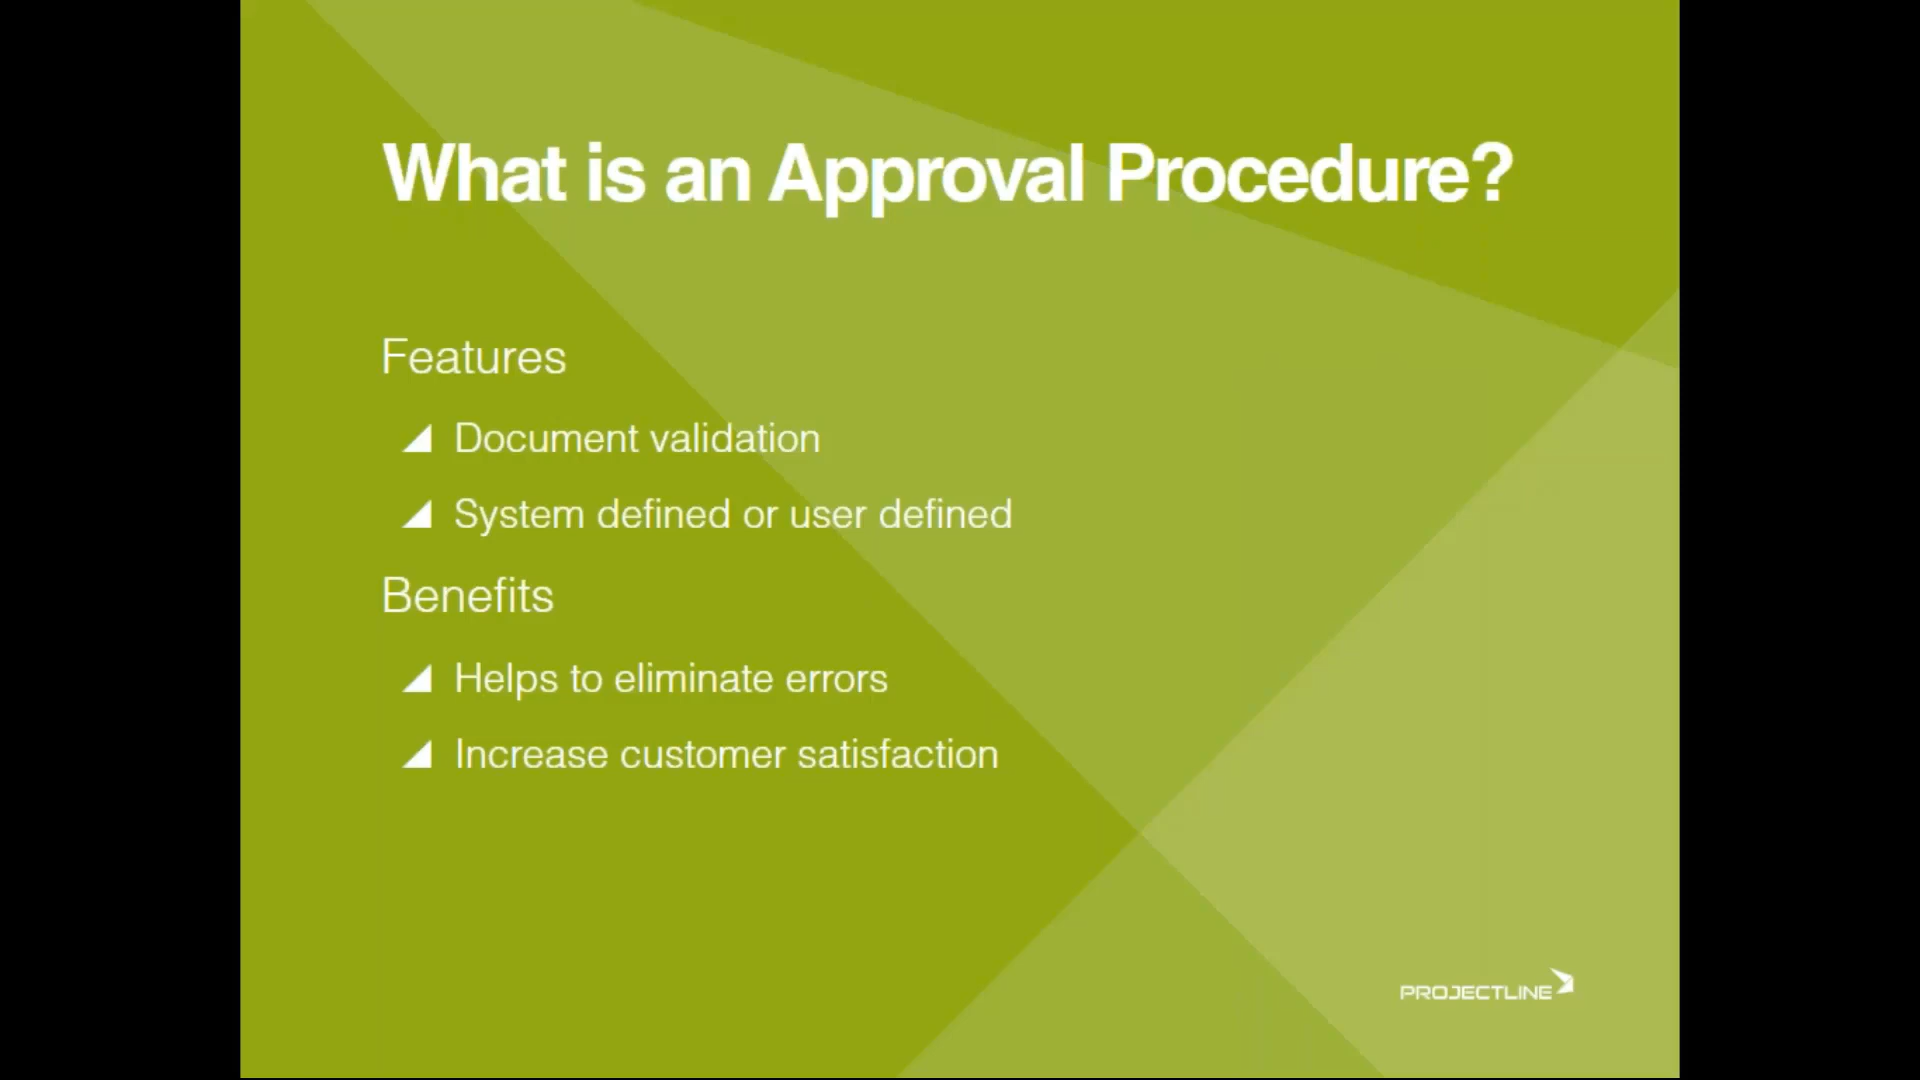 What is an Approval Procedure?
Features
Document validation
System defined or user defined
Benefits
Helps to eliminate errors
Increase customer satisfaction
PROJECTLINE